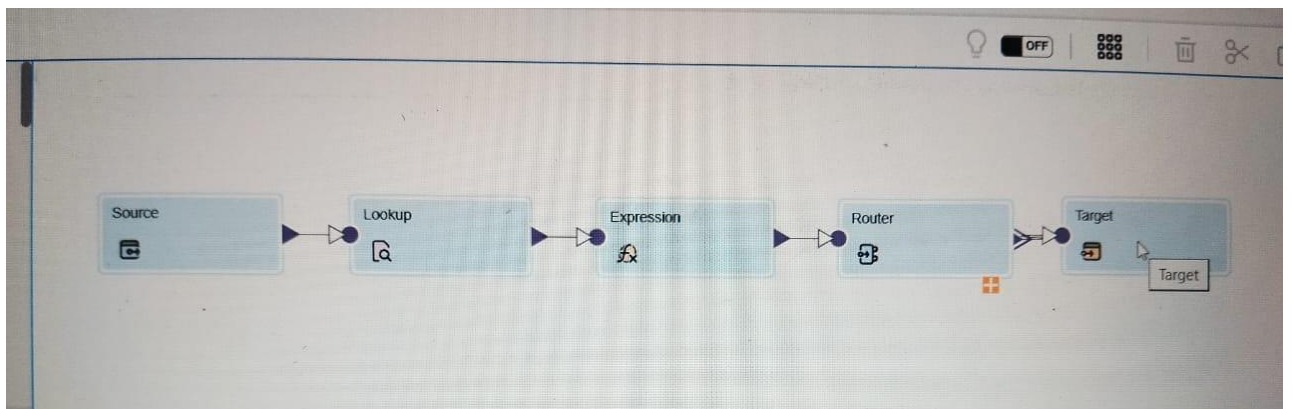 OFF
Source
Lookup
Expression
Router
Target
Target